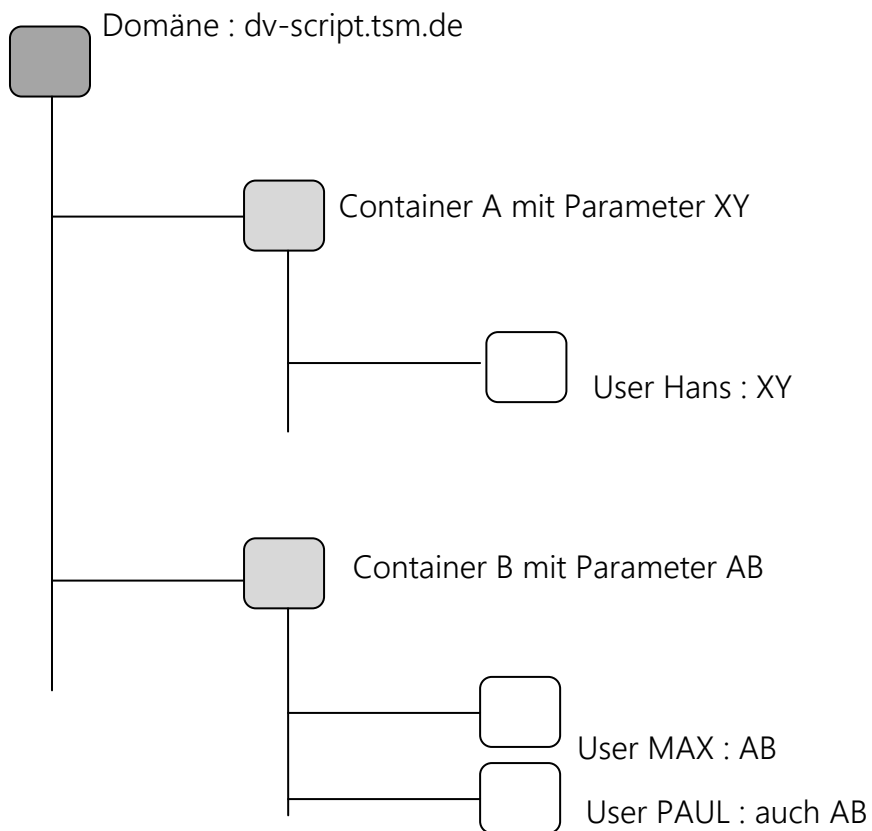 Domäne : dv-script.tsm.de
Container A mit Parameter XY
User Hans : XY
Container B mit Parameter AB
User MAX : AB
User PAUL : auch AB